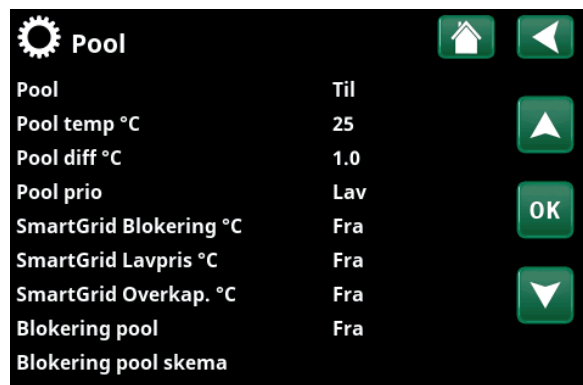 Pool
Pool Til
Pool temp °C 25
Pool diff °C 1.0
Pool prio Lav
SmartGrid Blokering °C Fra
SmartGrid Lavpris °C Fra
SmartGrid Overkap. °C Fra
Blokering pool Fra
Blokering pool skema
OK